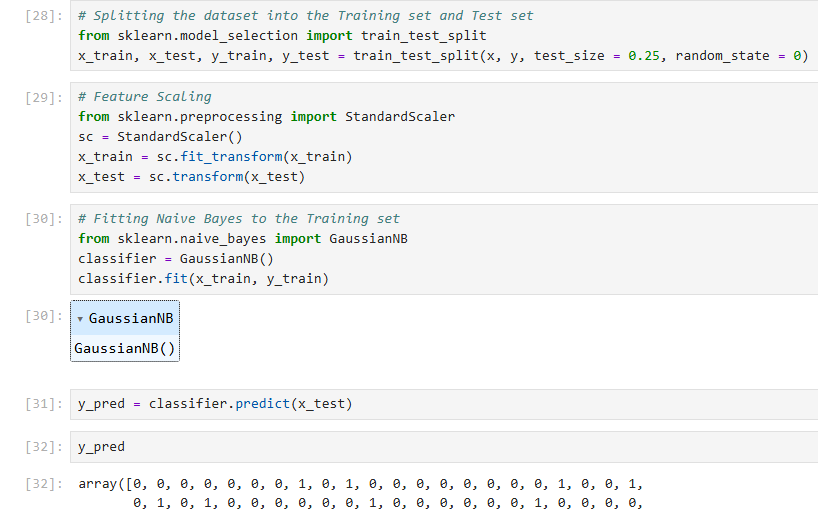 [28]: # Splitting the dataset into the Training set and Test set
from sklearn.model_selection import train_test_split
x_train, x_test, y_train, y_test = train_test_split(x, y, test_size = 0.25, random_state = 0)
[29]: # Feature Scaling
from sklearn.preprocessing import StandardScaler
sc = StandardScaler()
x_train = sc.fit_transform(x_train)
x_test = sc.transform(x_test)
[30]: # Fitting Naive Bayes to the Training set
from sklearn.naive_bayes import GaussianNB
classifier = GaussianNB()
classifier.fit(x_train, y_train)
[30]: ▾ GaussianNB
GaussianNB()
[31]: y_pred = classifier.predict(x_test)
[32]: y_pred
[32]: array([0, 0, 0, 0, 0, 0, 0, 1, 0, 1, 0, 0, 0, 0, 0, 0, 0, 0, 1, 0, 0, 1,
0, 1, 0, 1, 0, 0, 0, 0, 0, 0, 1, 0, 0, 0, 0, 0, 0, 1, 0, 0, 0, 0,